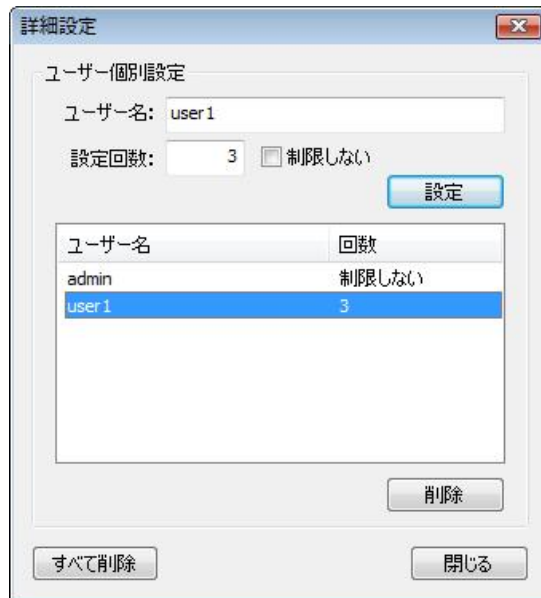 詳細設定
ユーザー個別設定
ユーザー名: user1
設定回数: 3 制限しない
設定
ユーザー名 回数
admin 制限しない
user1 3
削除
すべて削除 閉じる